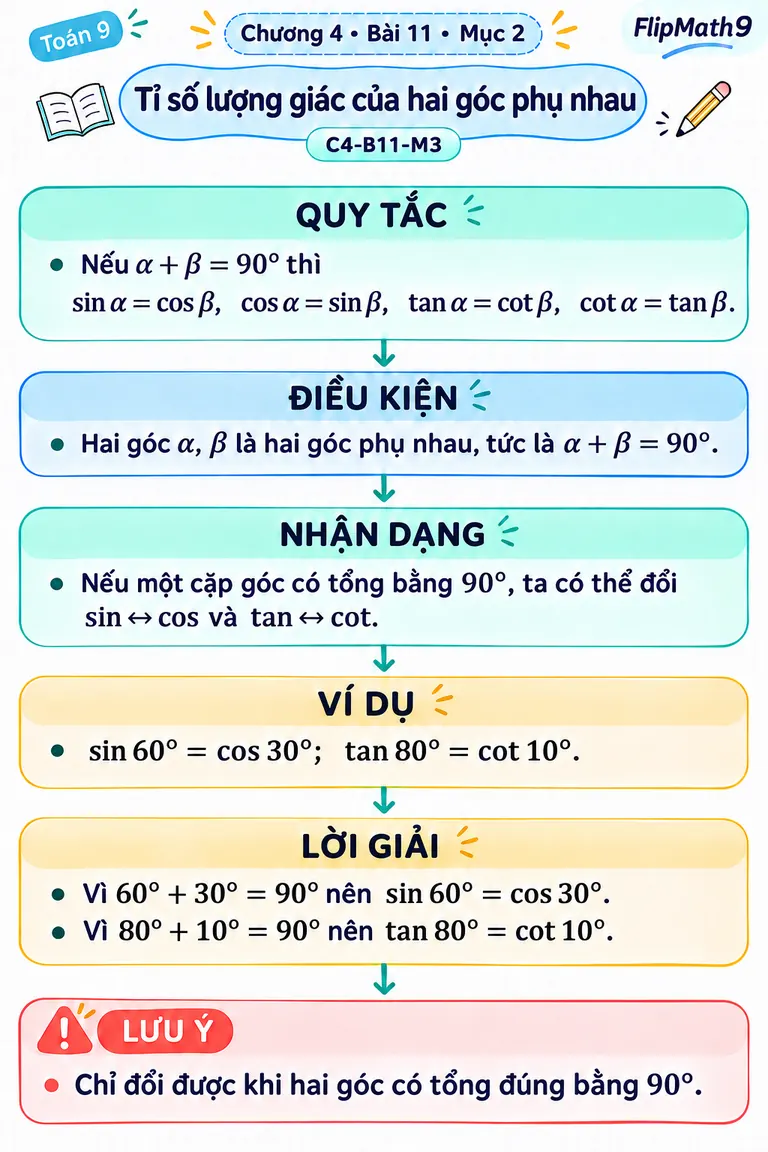 Toán 9
Chương 4 • Bài 11 • Mục 2
FlipMath9
Tỉ số lượng giác của hai góc phụ nhau
C4-B11-M3
QUY TẮC
• Nếu α + β = 90° thì
sin α = cos β, cos α = sin β, tan α = cot β, cot α = tan β.
ĐIỀU KIỆN
• Hai góc α, β là hai góc phụ nhau, tức là α + β = 90°.
NHẬN DẠNG
• Nếu một cặp góc có tổng bằng 90°, ta có thể đổi
sin ↔ cos và tan ↔ cot.
VÍ DỤ
• sin 60° = cos 30°; tan 80° = cot 10°.
LỜI GIẢI
• Vì 60° + 30° = 90° nên sin 60° = cos 30°.
• Vì 80° + 10° = 90° nên tan 80° = cot 10°.
LƯU Ý
• Chỉ đổi được khi hai góc có tổng đúng bằng 90°.